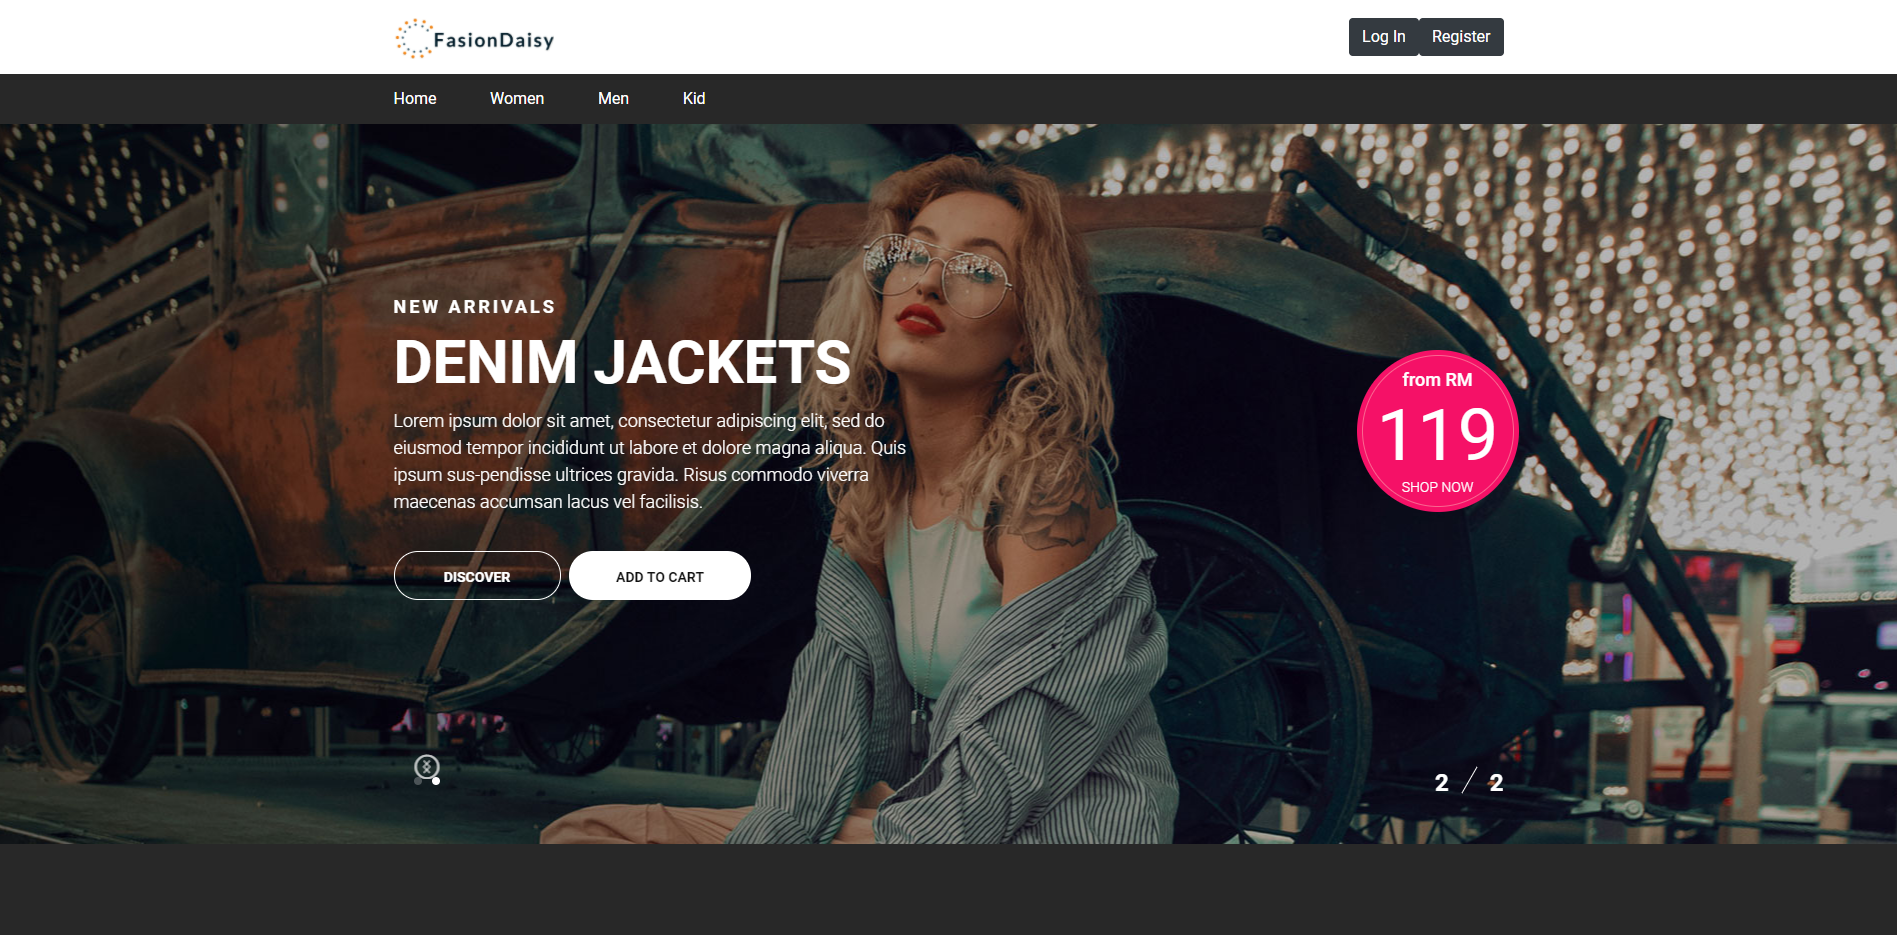 FasionDaisy
Log In
Register
Home
Women
Men
Kid
NEW ARRIVALS
DENIM JACKETS
Lorem ipsum dolor sit amet, consectetur adipiscing elit, sed do
eiusmod tempor incididunt ut labore et dolore magna aliqua. Quis
ipsum sus-pendisse ultrices gravida. Risus commodo viverra
maecenas accumsan lacus vel facilisis.
DISCOVER
ADD TO CART
from RM
119
SHOP NOW
2 / 2